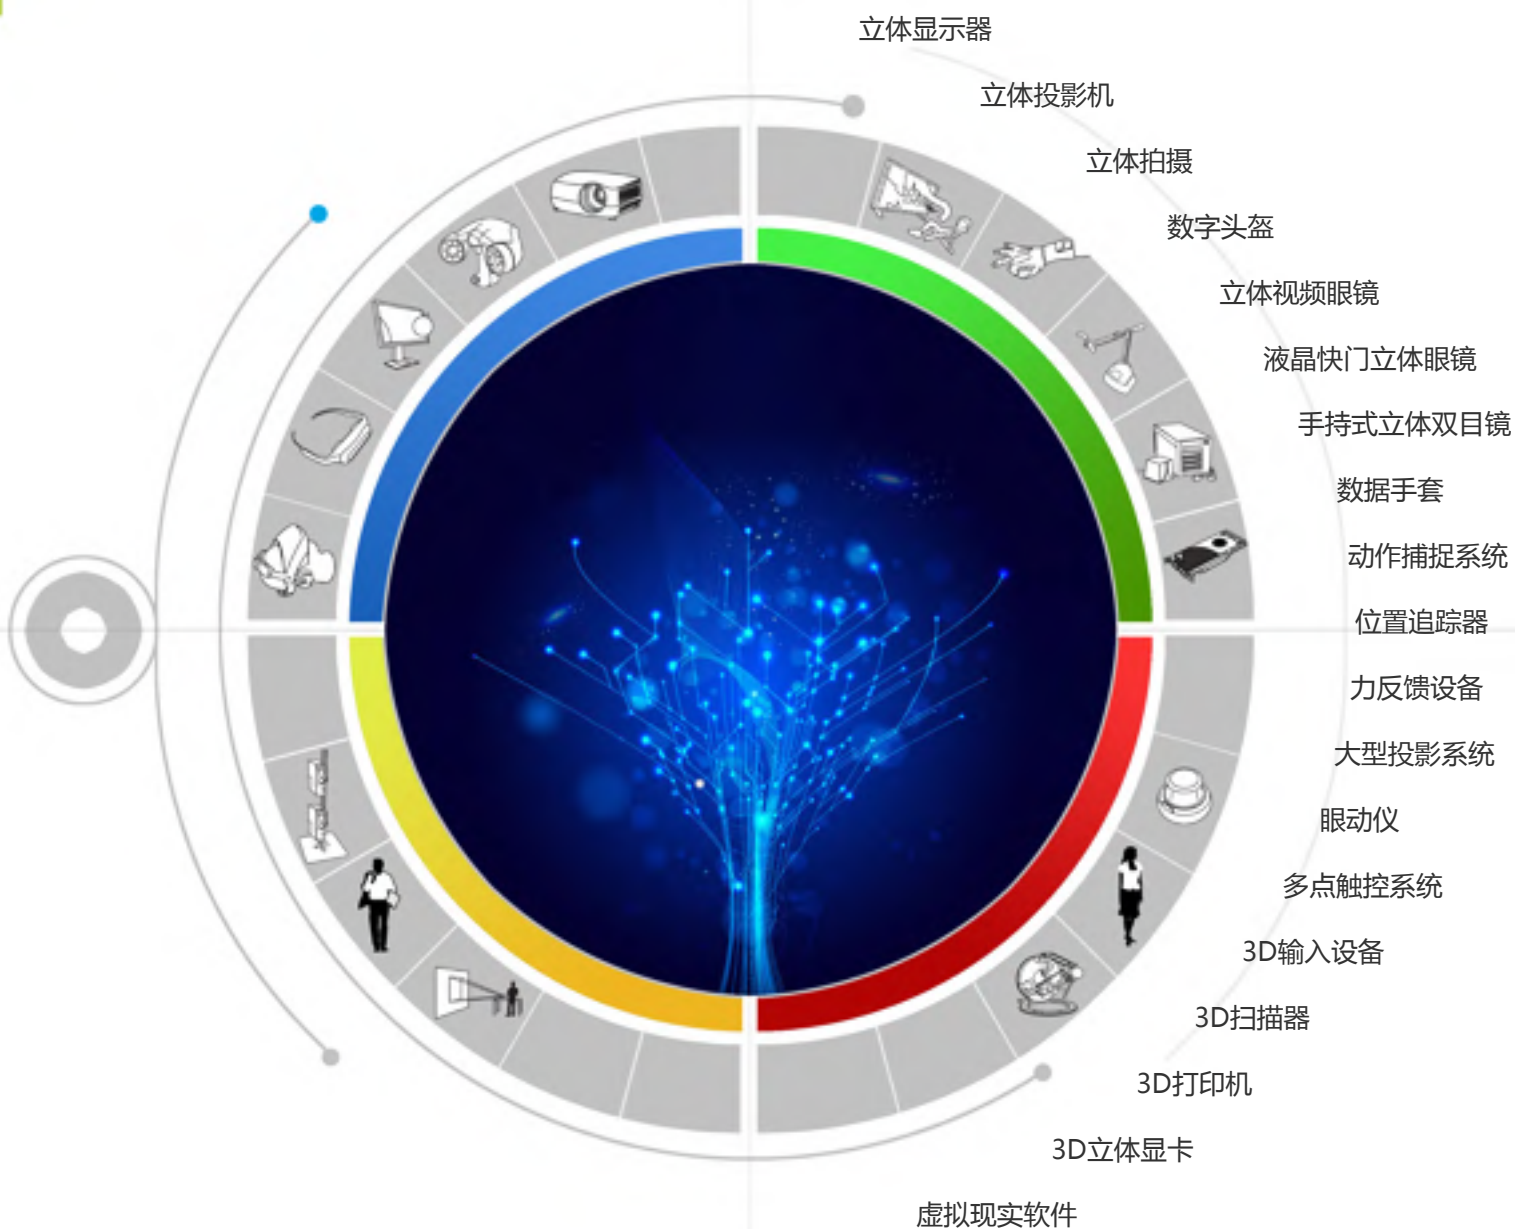 立体显示器
立体投影机
立体拍摄
数字头盔
立体视频眼镜
液晶快门立体眼镜
手持式立体双目镜
数据手套
动作捕捉系统
位置追踪器
力反馈设备
大型投影系统
眼动仪
多点触控系统
3D输入设备
3D扫描器
3D打印机
3D立体显卡
虚拟现实软件